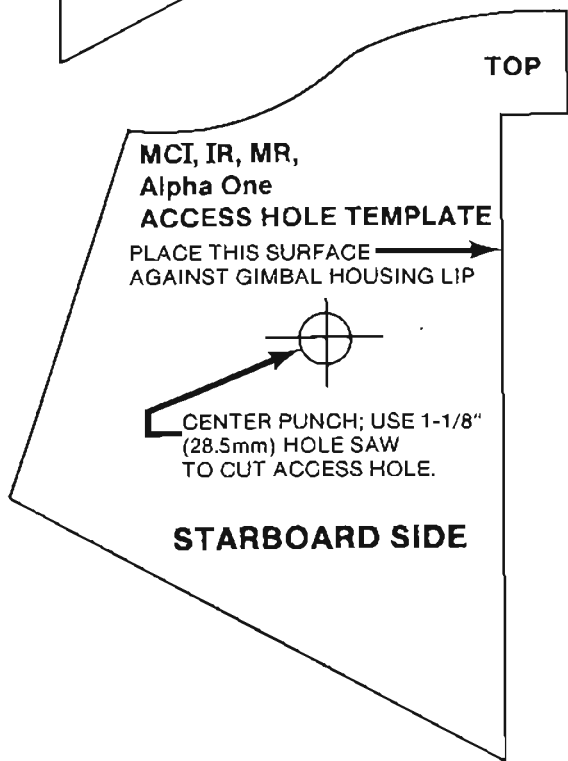 TOP
MCI, IR, MR,
Alpha One
ACCESS HOLE TEMPLATE
PLACE THIS SURFACE
AGAINST GIMBAL HOUSING LIP
CENTER PUNCH; USE 1-1/8"
(28.5mm) HOLE SAW
TO CUT ACCESS HOLE.
STARBOARD SIDE